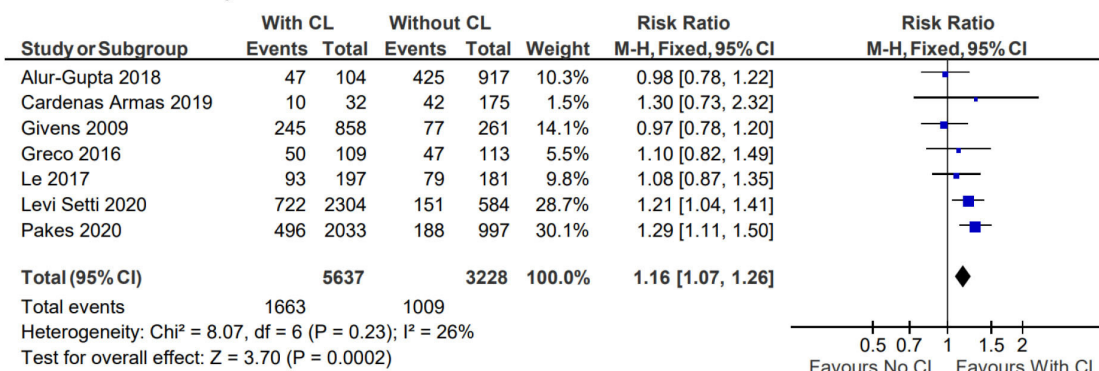 With CL Without CL Risk Ratio Risk Ratio
Study or Subgroup Events Total Events Total Weight M-H, Fixed, 95% CI M-H, Fixed, 95% CI
Alur-Gupta 2018 47 104 425 917 10.3% 0.98 [0.78, 1.22]
Cardenas Armas 2019 10 32 42 175 1.5% 1.30 [0.73, 2.32]
Givens 2009 245 858 77 261 14.1% 0.97 [0.78, 1.20]
Greco 2016 50 109 47 113 5.5% 1.10 [0.82, 1.49]
Le 2017 93 197 79 181 9.8% 1.08 [0.87, 1.35]
Levi Setti 2020 722 2304 151 584 28.7% 1.21 [1.04, 1.41]
Pakes 2020 496 2033 188 997 30.1% 1.29 [1.11, 1.50]
Total (95% CI) 5637 3228 100.0% 1.16 [1.07, 1.26]
Total events 1663 1009
Heterogeneity: Chi² = 8.07, df = 6 (P = 0.23); I² = 26%
Test for overall effect: Z = 3.70 (P = 0.0002)
0.5 0.7 1 1.5 2
Favours No CL Favours With CL